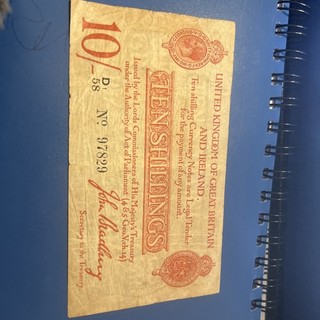 UNITED KINGDOM OF GREAT BRITAIN
AND IRELAND.
Ten shilling Currency Notes are Legal Tender
for the payment of any amount.
TEN SHILLINGS
Issued by the Lords Commissioners of His Majesty's Treasury
under the Authority of Act of Parliament (4 & 5 Geo.V.ch.14)
10/-
D1
58
No 97829
John Bradbury
Secretary to the Treasury.